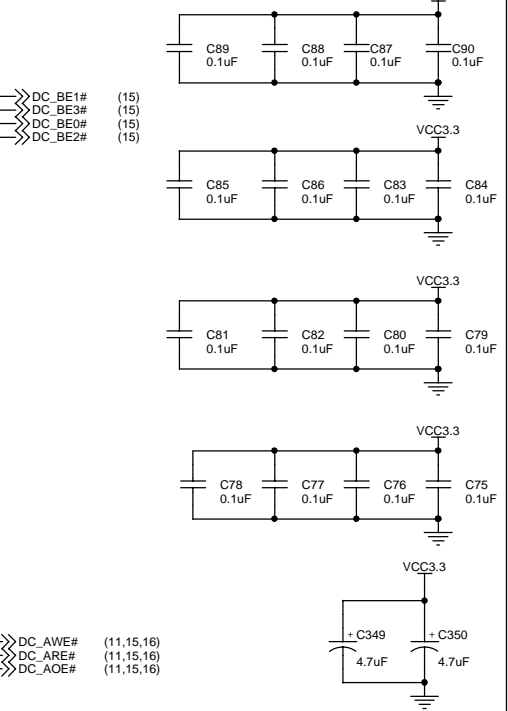 C89 C88 C87 C90
0.1uF 0.1uF 0.1uF 0.1uF
DC_BE1# (15)
DC_BE3# (15)
DC_BE0# (15)
DC_BE2# (15)
VCC3.3
C85 C86 C83 C84
0.1uF 0.1uF 0.1uF 0.1uF
VCC3.3
C81 C82 C80 C79
0.1uF 0.1uF 0.1uF 0.1uF
VCC3.3
C78 C77 C76 C75
0.1uF 0.1uF 0.1uF 0.1uF
VCC3.3
+ C349 + C350
4.7uF 4.7uF
DC_AWE# (11,15,16)
DC_ARE# (11,15,16)
DC_AOE# (11,15,16)